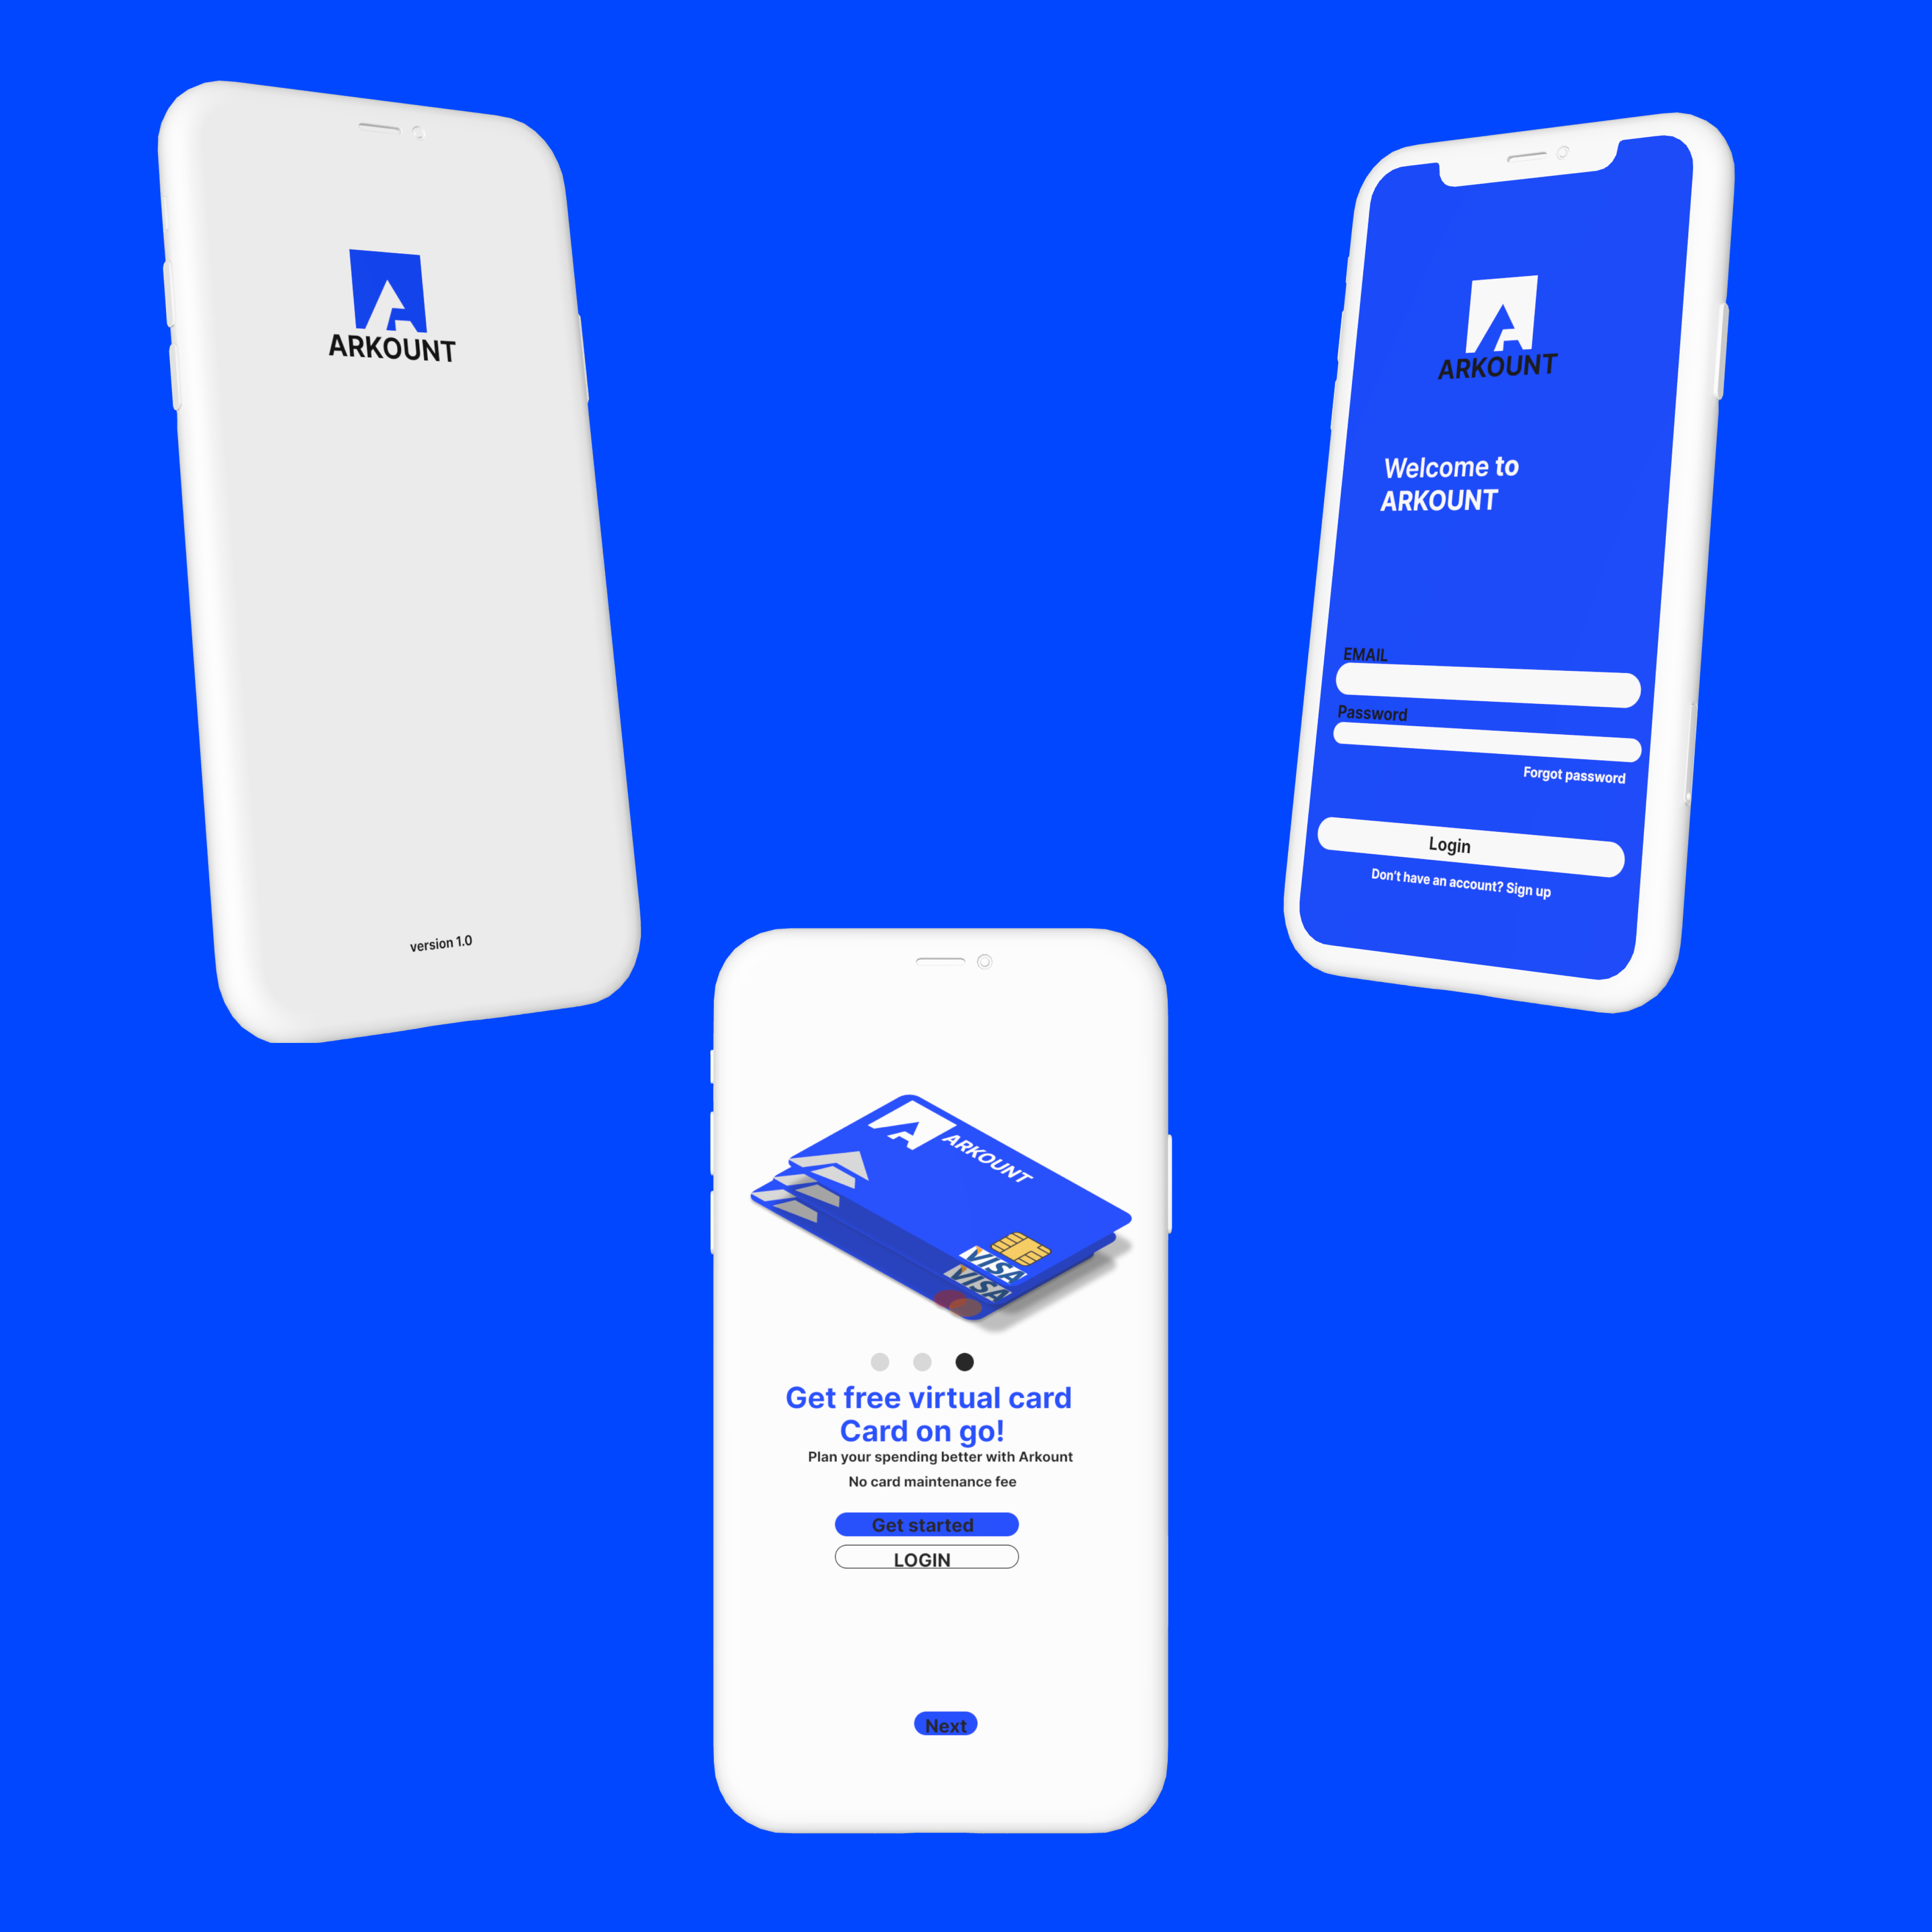 ARKOUNT
version 1.0
ARKOUNT
Welcome to
ARKOUNT
EMAIL
Password
Forgot password
Login
Don't have an account? Sign up
ARKOUNT
VISA
VISA
Get free virtual card
Card on go!
Plan your spending better with Arkount
No card maintenance fee
Get started
LOGIN
Next